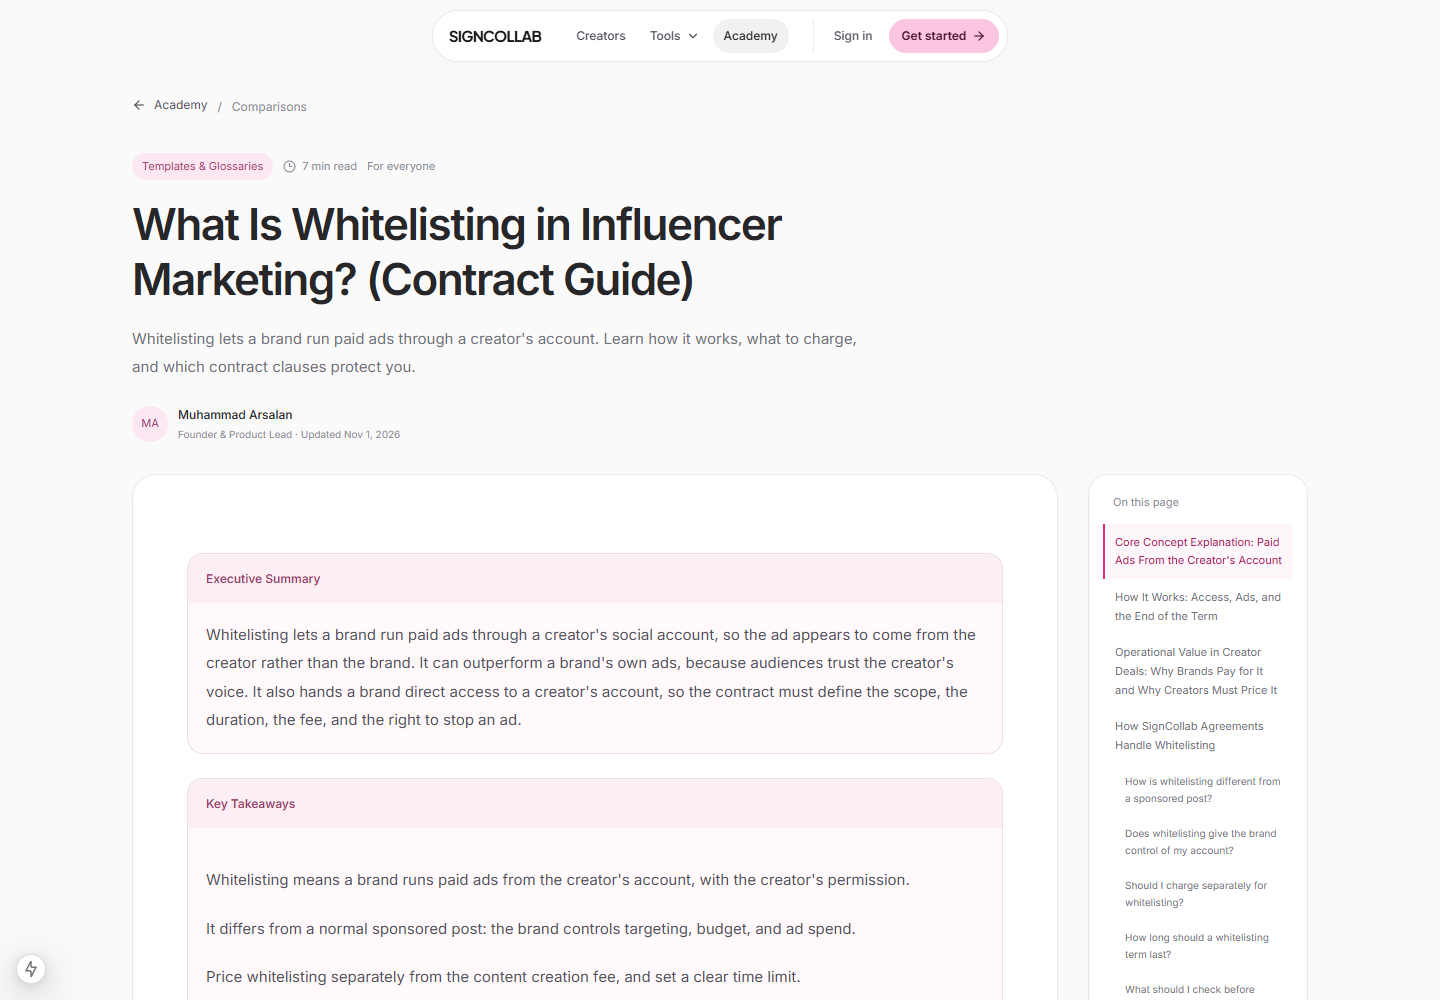 SIGNCOLLAB
Creators
Tools
Academy
Sign in
Get started
Academy / Comparisons
Templates & Glossaries
7 min read
For everyone
What Is Whitelisting in Influencer
Marketing? (Contract Guide)
Whitelisting lets a brand run paid ads through a creator's account. Learn how it works, what to charge,
and which contract clauses protect you.
MA
Muhammad Arsalan
Founder & Product Lead · Updated Nov 1, 2026
Executive Summary
Whitelisting lets a brand run paid ads through a creator's social account, so the ad appears to come from the
creator rather than the brand. It can outperform a brand's own ads, because audiences trust the creator's
voice. It also hands a brand direct access to a creator's account, so the contract must define the scope, the
duration, the fee, and the right to stop an ad.
Key Takeaways
Whitelisting means a brand runs paid ads from the creator's account, with the creator's permission.
It differs from a normal sponsored post: the brand controls targeting, budget, and ad spend.
Price whitelisting separately from the content creation fee, and set a clear time limit.
On this page
Core Concept Explanation: Paid
Ads From the Creator's Account
How It Works: Access, Ads, and
the End of the Term
Operational Value in Creator
Deals: Why Brands Pay for It
and Why Creators Must Price It
How SignCollab Agreements
Handle Whitelisting
How is whitelisting different from
a sponsored post?
Does whitelisting give the brand
control of my account?
Should I charge separately for
whitelisting?
How long should a whitelisting
term last?
What should I check before